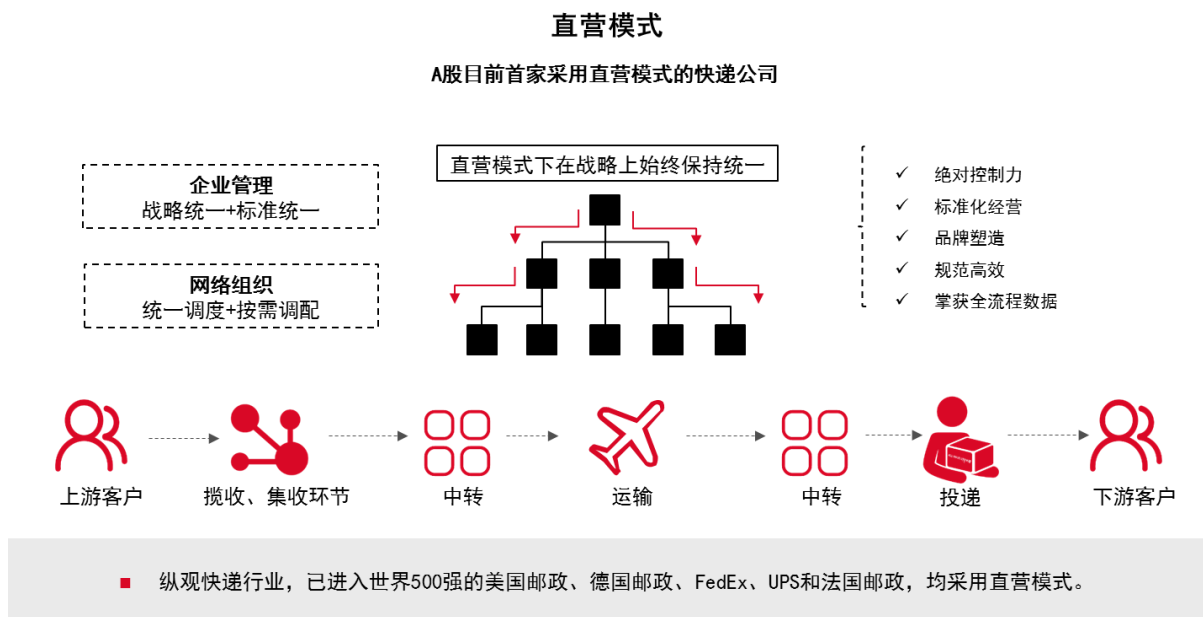 直营模式
A股目前首家采用直营模式的快递公司
企业管理
战略统一+标准统一
网络组织
统一调度+按需调配
直营模式下在战略上始终保持统一
绝对控制力
标准化经营
品牌塑造
规范高效
掌获全流程数据
上游客户
揽收、集收环节
中转
运输
中转
投递
下游客户
纵观快递行业，已进入世界500强的美国邮政、德国邮政、FedEx、UPS和法国邮政，均采用直营模式。